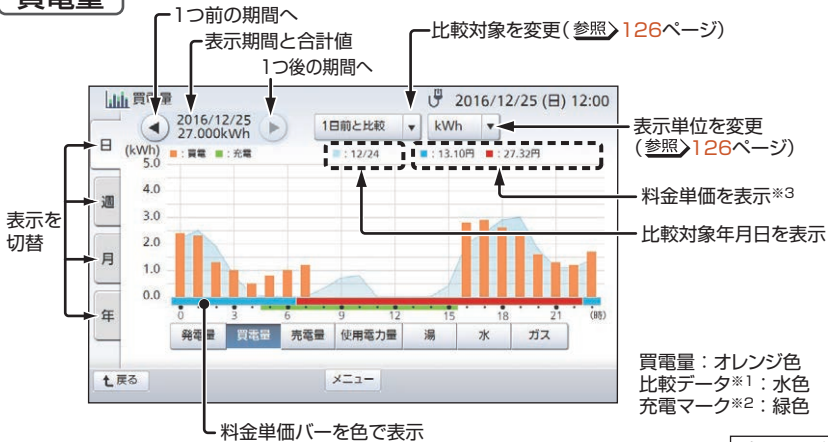 買電量
1つ前の期間へ
表示期間と合計値
1つ後の期間へ
比較対象を変更(参照 126ページ)
買電量
2016/12/25 (日) 12:00
2016/12/25
27.000kWh
1日前と比較
kWh
表示単位を変更
(参照 126ページ)
日
週
月
年
(kWh)
:買電 :充電
:12/24
:13.10円 :27.32円
5.0
4.0
3.0
2.0
1.0
0.0
料金単価を表示※3
比較対象年月日を表示
表示を
切替
0 3 6 9 12 15 18 21 (時)
発電量 買電量 売電量 使用電力量 湯 水 ガス
戻る
メニュー
買電量:オレンジ色
比較データ※1:水色
充電マーク※2:緑色
料金単価バーを色で表示